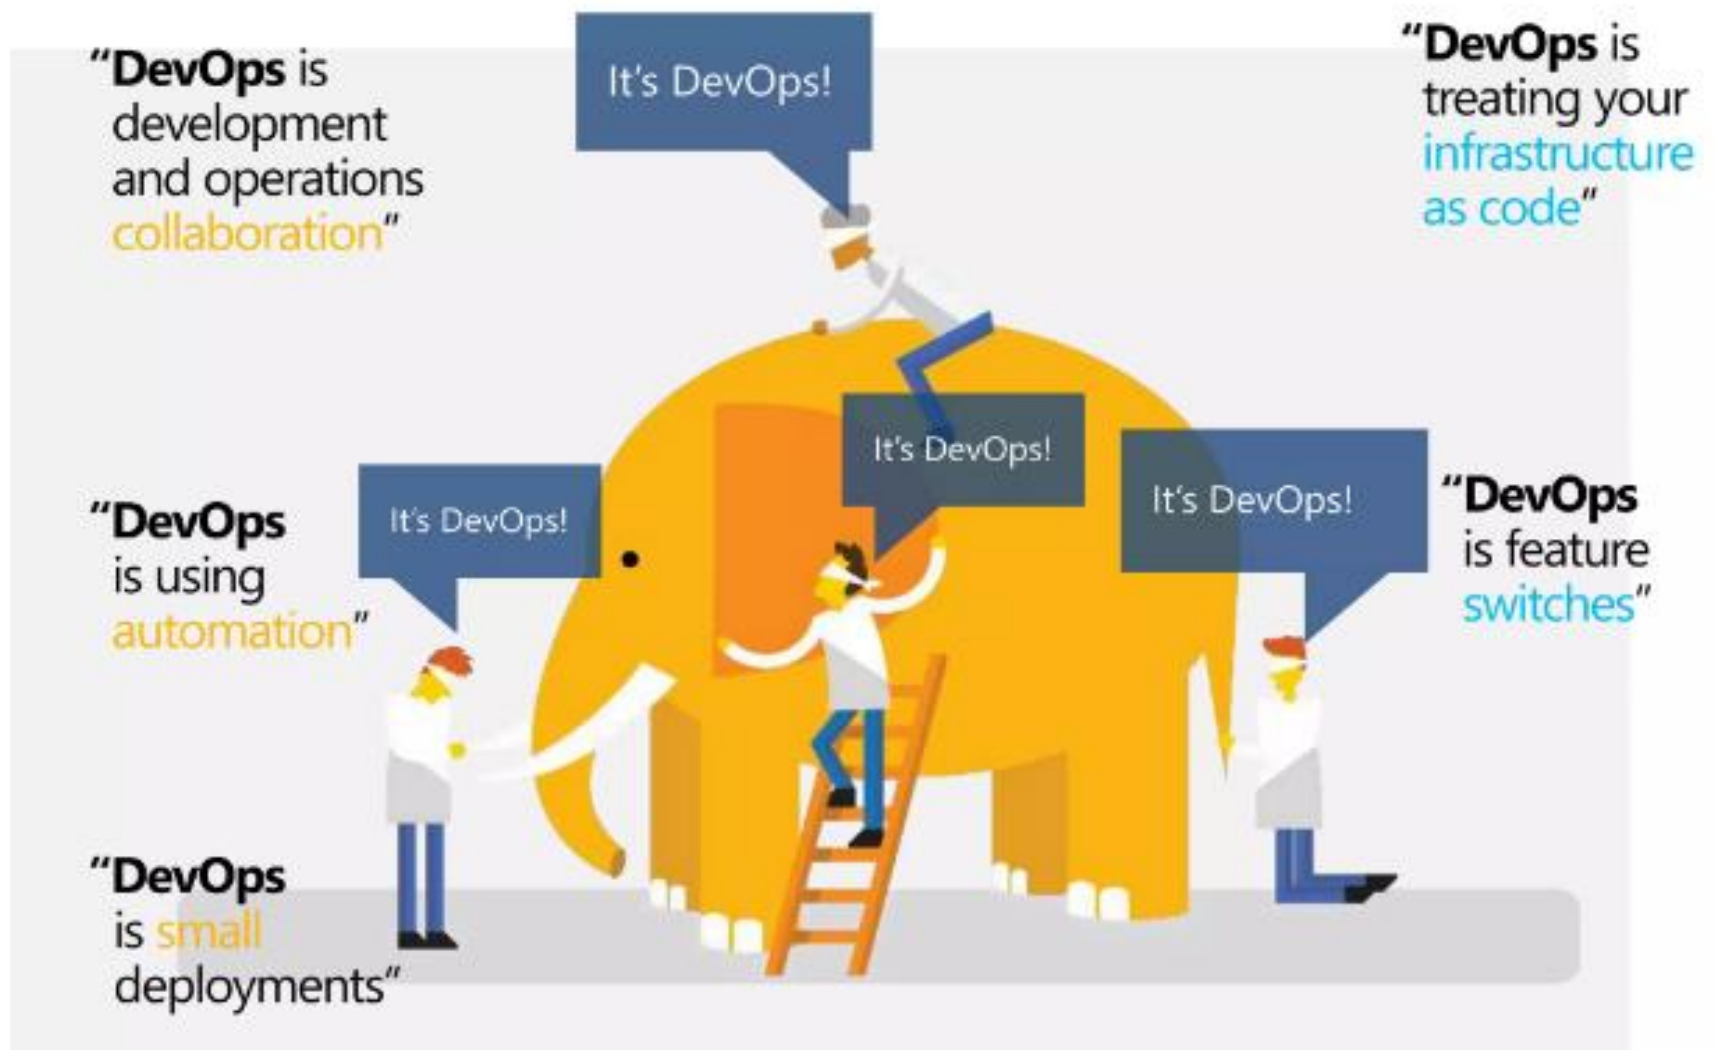 “DevOps is
development
and operations
collaboration”
It’s DevOps!
“DevOps is
treating your
infrastructure
as code”
“DevOps
is using
automation”
It’s DevOps!
It’s DevOps!
It’s DevOps!
“DevOps
is feature
switches”
“DevOps
is small
deployments”